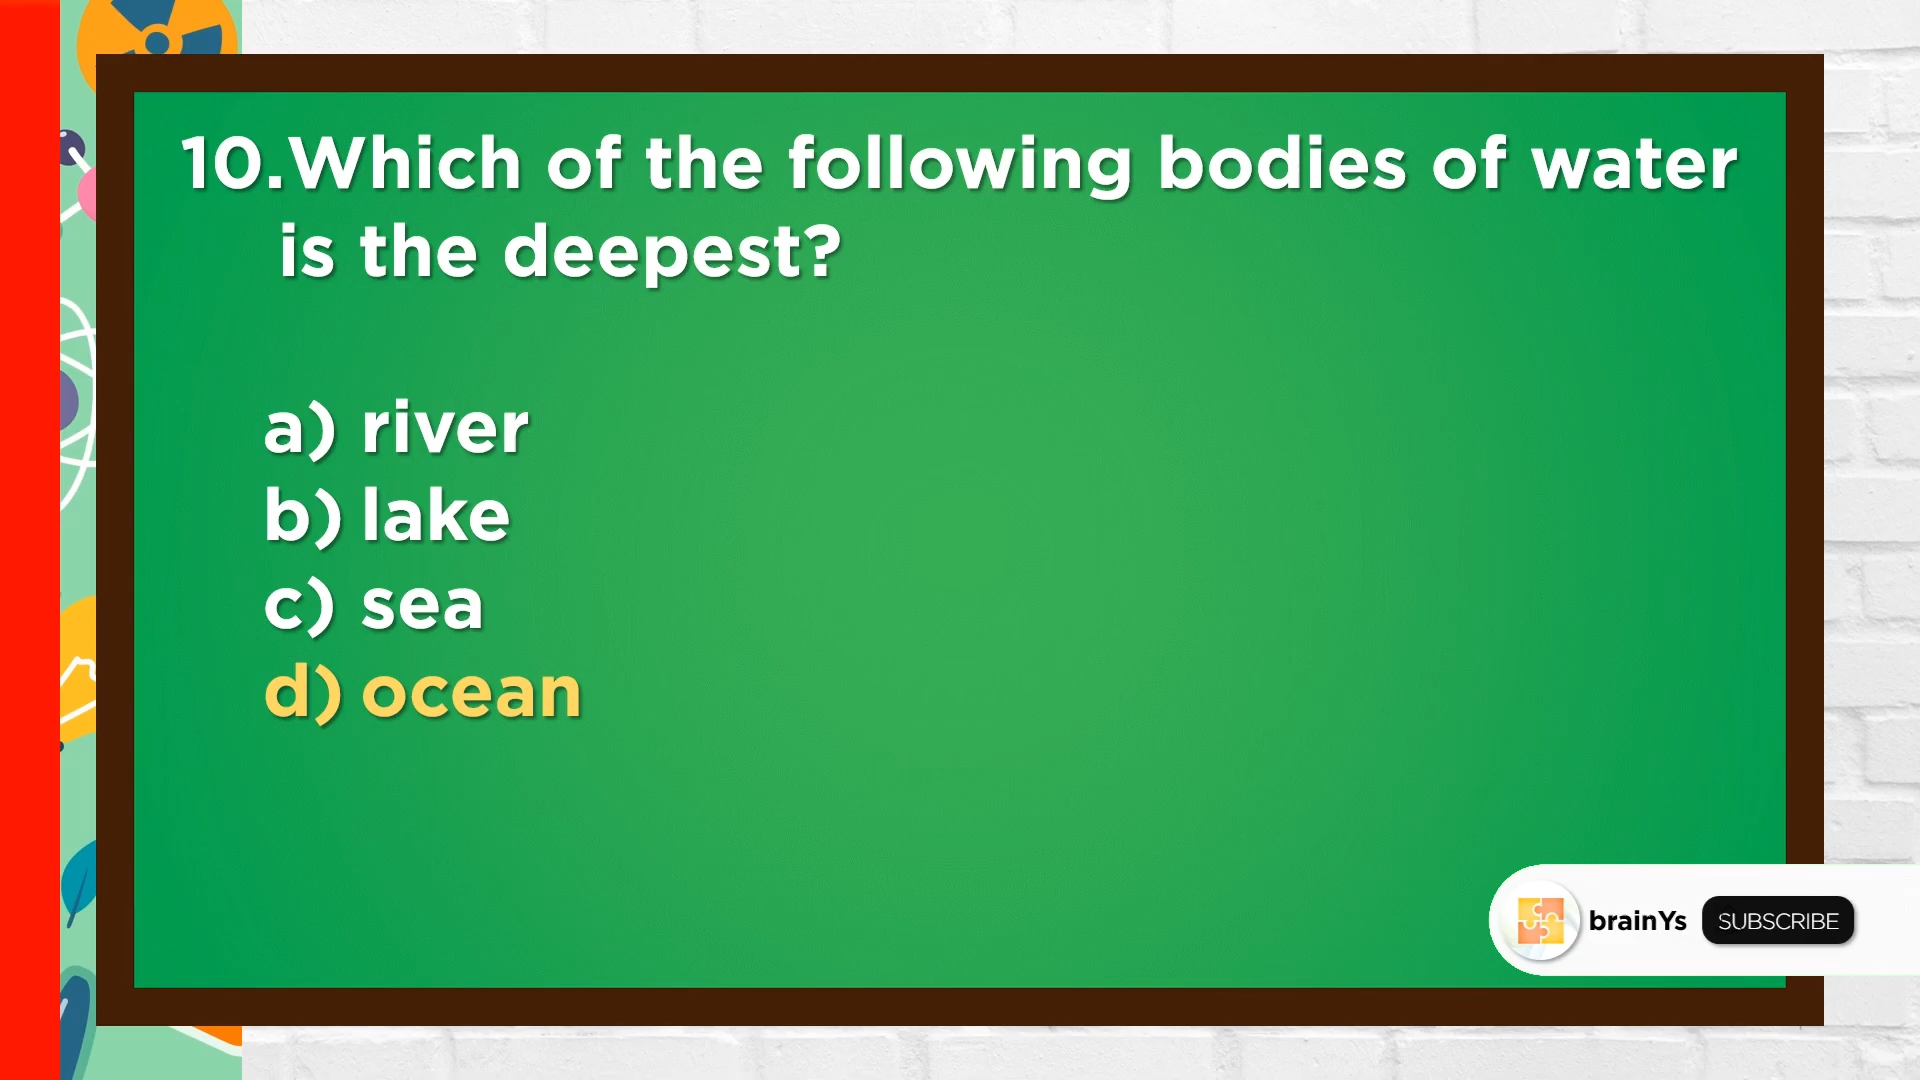 10.Which of the following bodies of water
is the deepest?
a) river
b) lake
c) sea
d) ocean
brainYs SUBSCRIBE